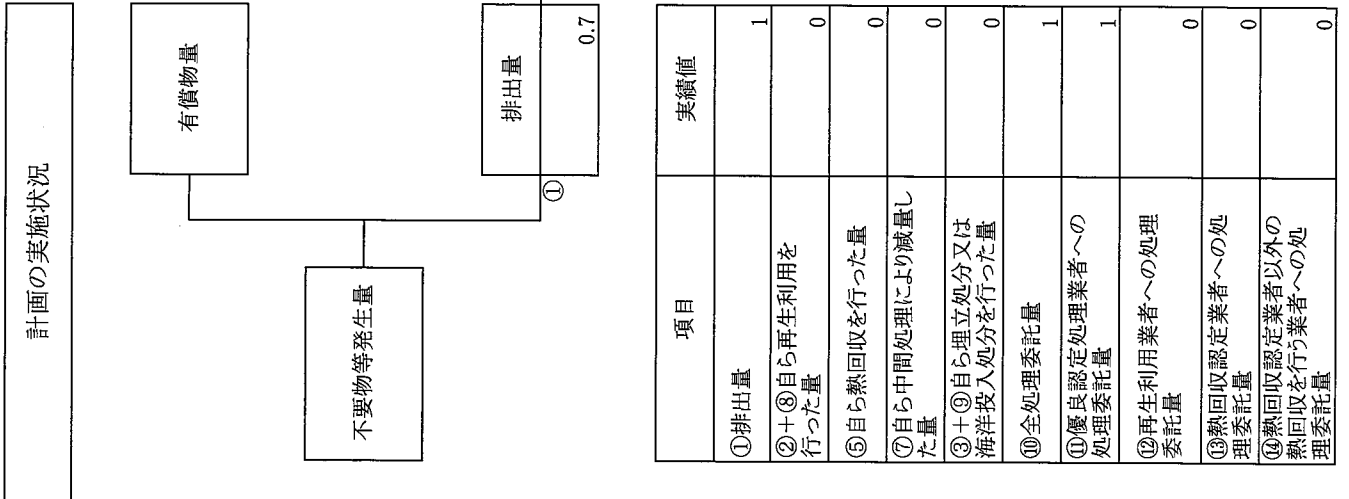 計画の実施状況
不要物等発生量
有償物量
①
排出量
0.7
項目
実績値
①排出量
1
②+⑧自ら再生利用を
行った量
0
⑤自ら熱回収を行った量
0
⑦自ら中間処理により減量し
た量
0
③+⑨自ら埋立処分又は
海洋投入処分を行った量
0
⑩全処理委託量
1
⑪優良認定処理業者への
処理委託量
1
⑫再生利用業者への処理
委託量
0
⑬熱回収認定業者への処
理委託量
0
⑭熱回収認定業者以外の
熱回収を行う業者への処
理委託量
0